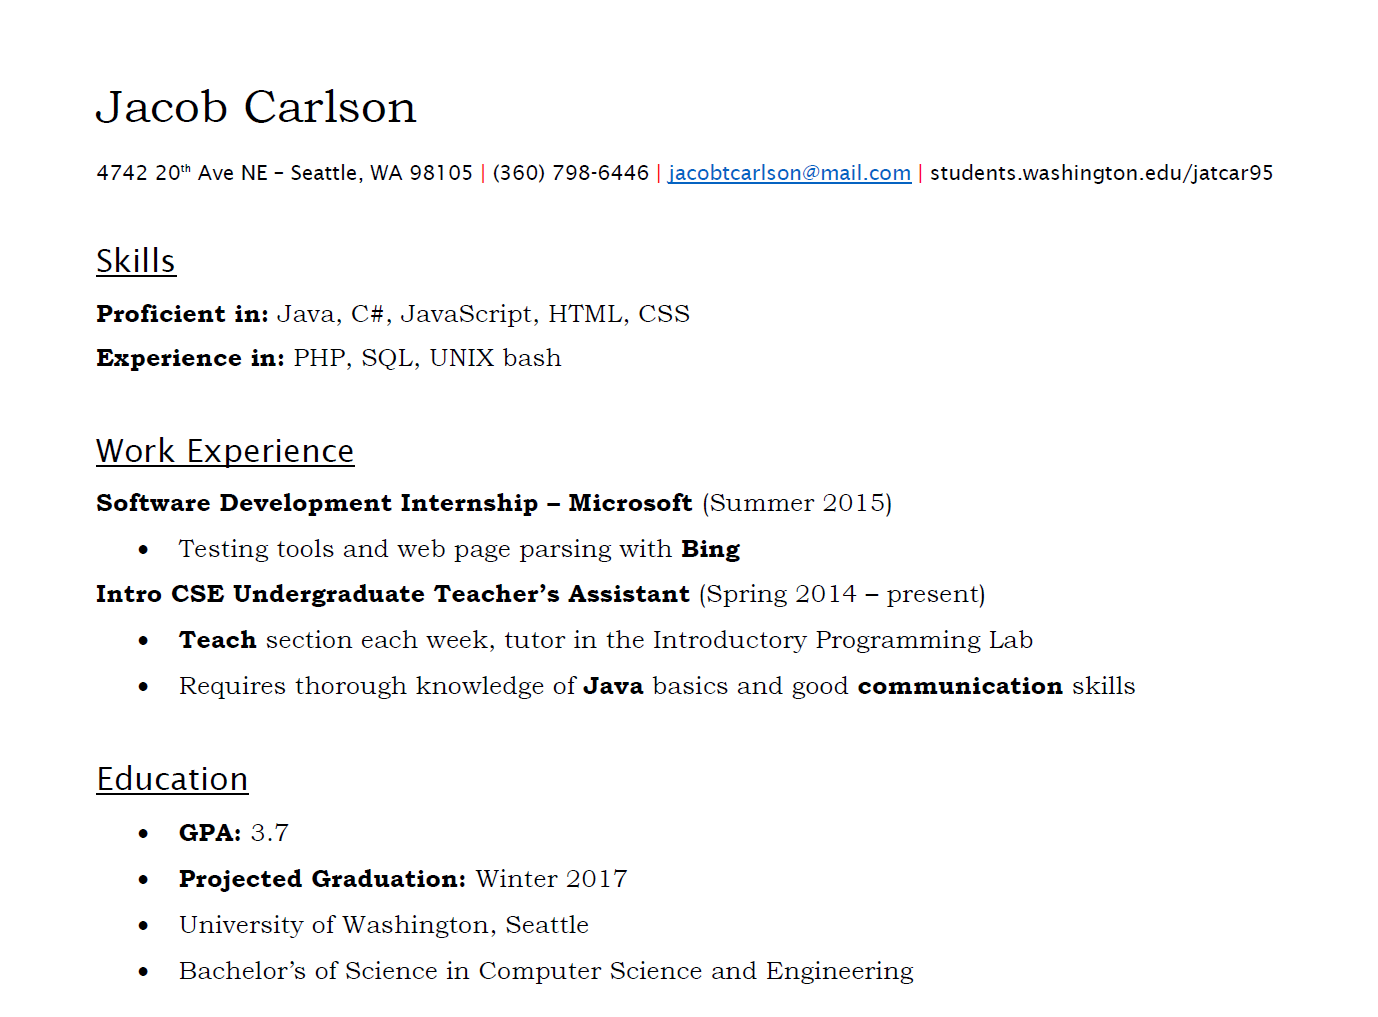 Jacob Carlson
4742 20th Ave NE – Seattle, WA 98105 | (360) 798-6446 | jacobtcarlson@mail.com | students.washington.edu/jatcar95
Skills
Proficient in: Java, C#, JavaScript, HTML, CSS
Experience in: PHP, SQL, UNIX bash
Work Experience
Software Development Internship – Microsoft (Summer 2015)
• Testing tools and web page parsing with Bing
Intro CSE Undergraduate Teacher’s Assistant (Spring 2014 – present)
• Teach section each week, tutor in the Introductory Programming Lab
• Requires thorough knowledge of Java basics and good communication skills
Education
• GPA: 3.7
• Projected Graduation: Winter 2017
• University of Washington, Seattle
• Bachelor’s of Science in Computer Science and Engineering